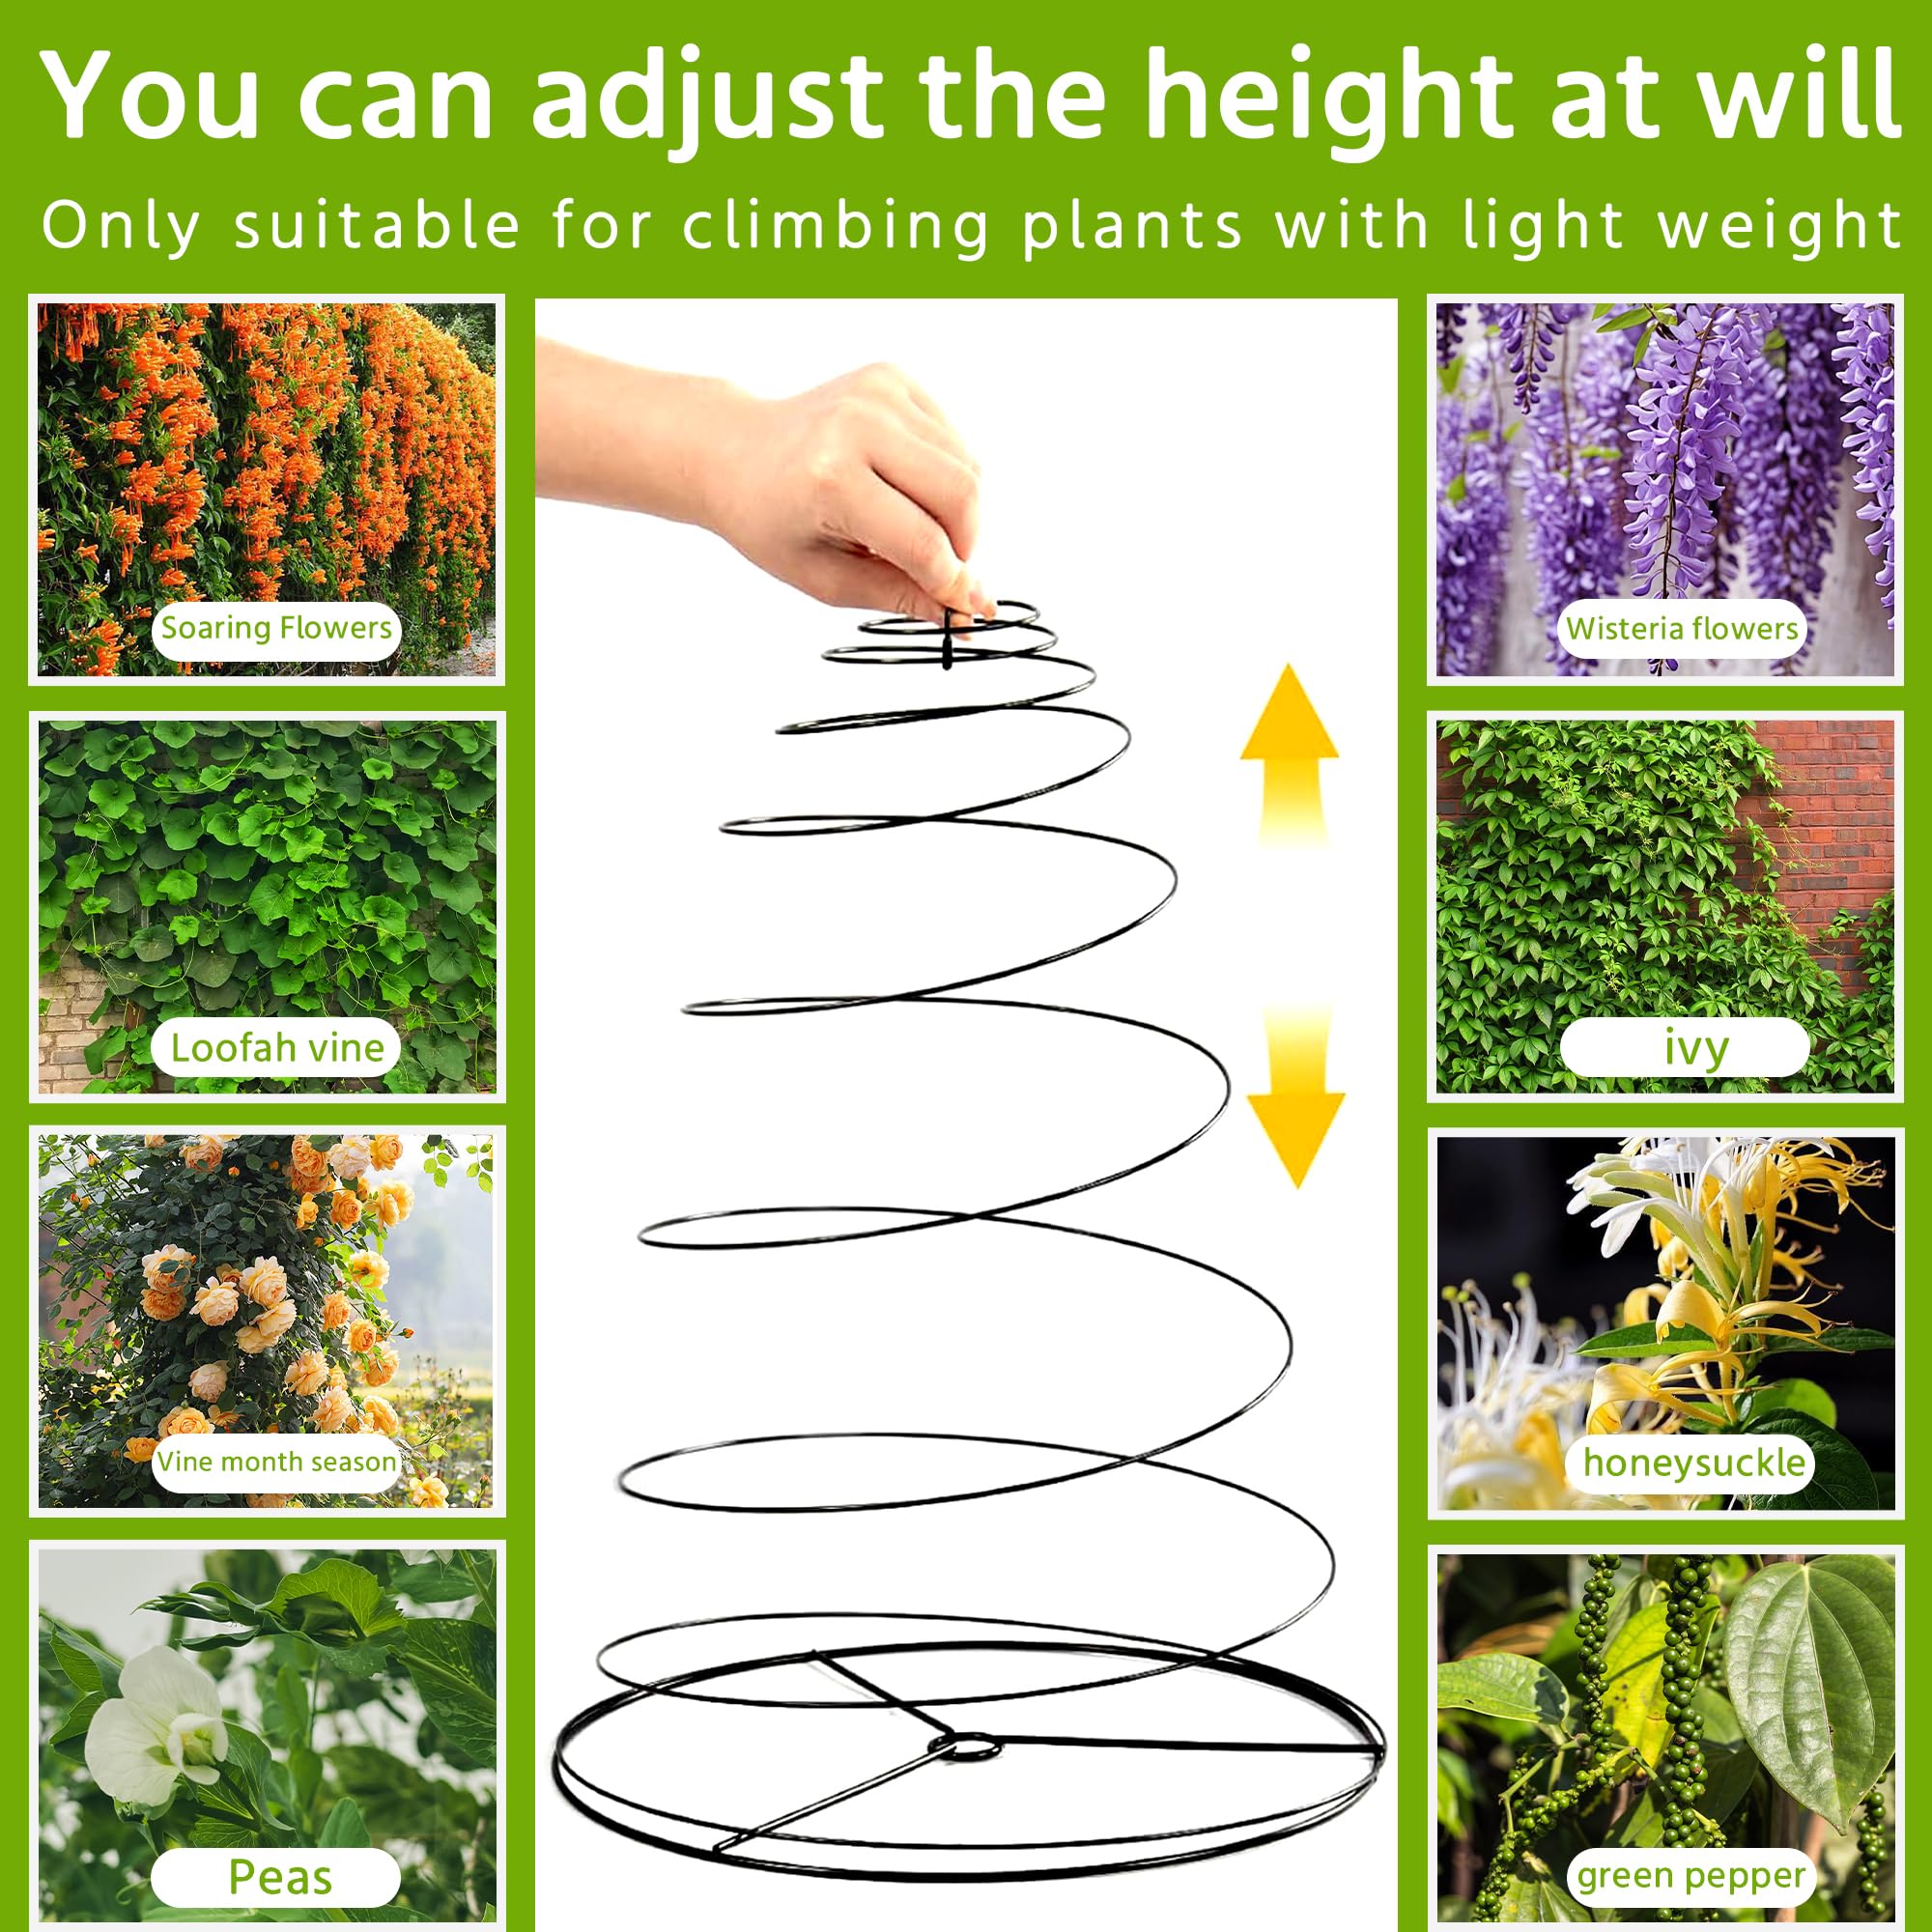 You can adjust the height at will
Only suitable for climbing plants with light weight
Soaring Flowers
Wisteria flowers
Loofah vine
ivy
Vine month season
honeysuckle
Peas
green pepper